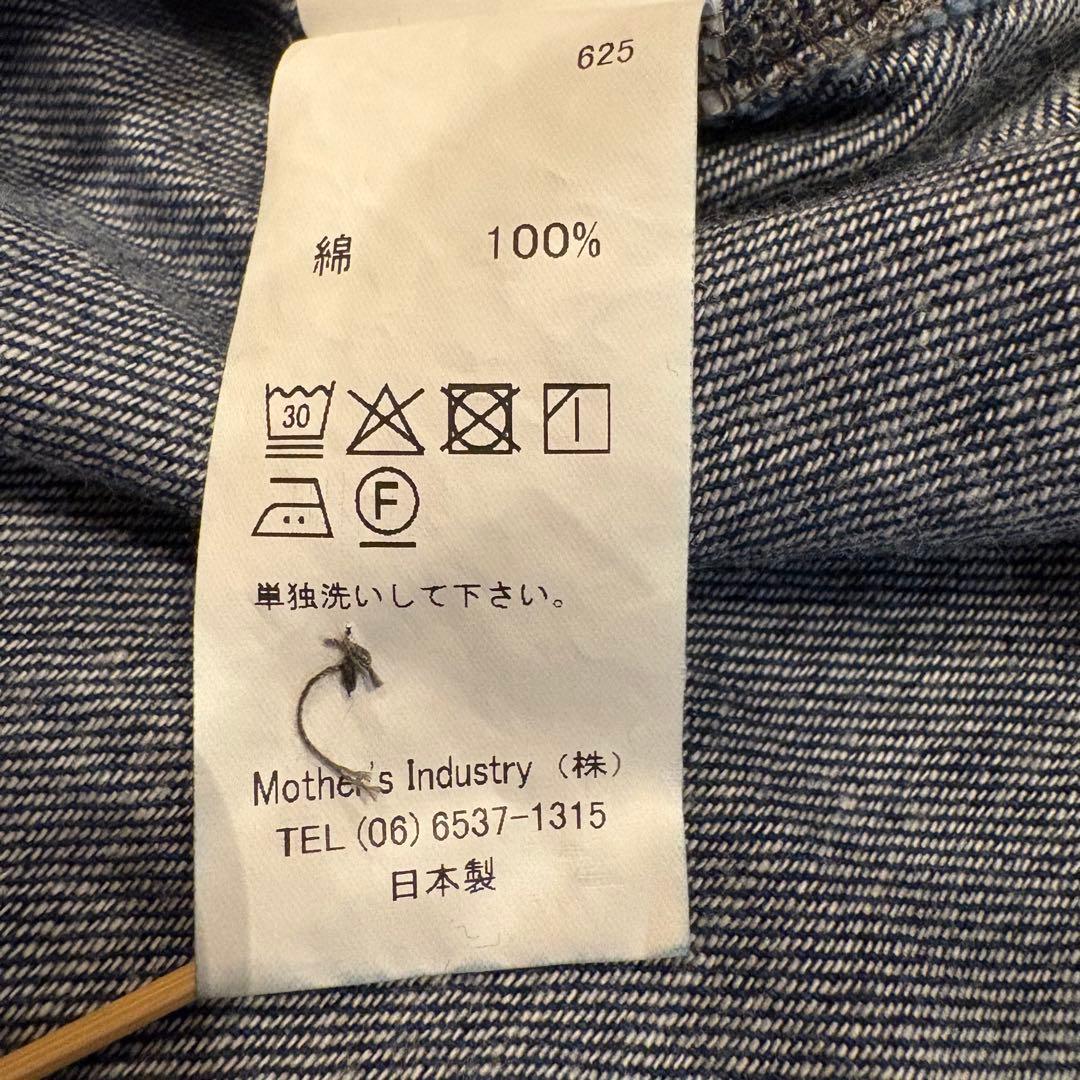 625
綿 100%
30
F
単独洗いして下さい。
Mother's Industry (株)
TEL (06) 6537-1315
日本製